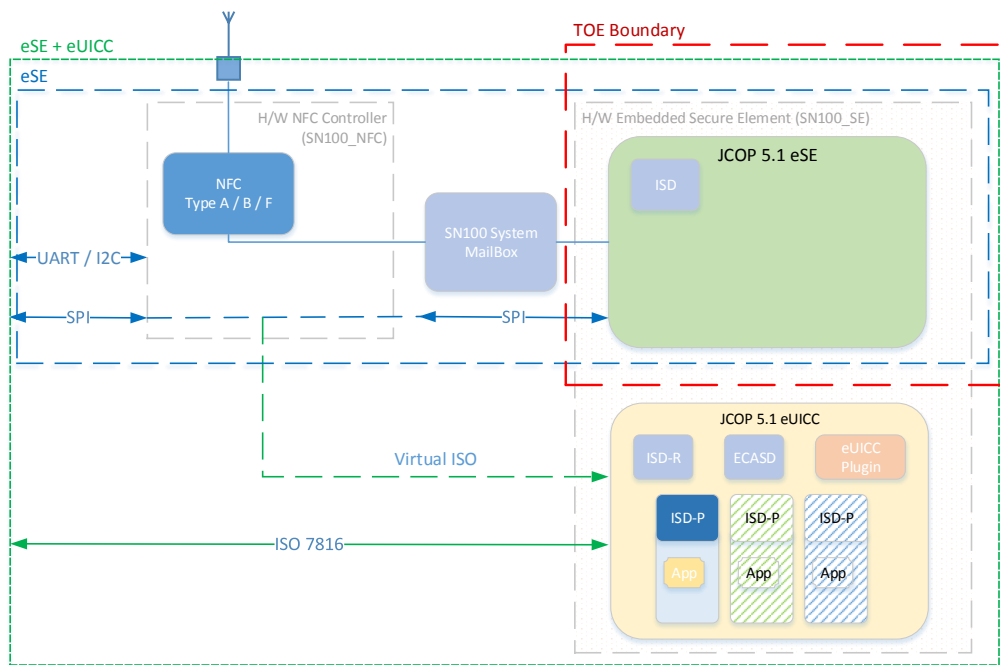 TOE Boundary
eSE + eUICC
eSE
H/W NFC Controller
(SN100_NFC)
H/W Embedded Secure Element (SN100_SE)
JCOP 5.1 eSE
NFC
Type A / B / F
ISD
SN100 System
MailBox
UART / I2C
SPI
SPI
JCOP 5.1 eUICC
ISD-R
ECASD
eUICC
Plugin
Virtual ISO
ISD-P
ISD-P
ISD-P
ISO 7816
App
App
App